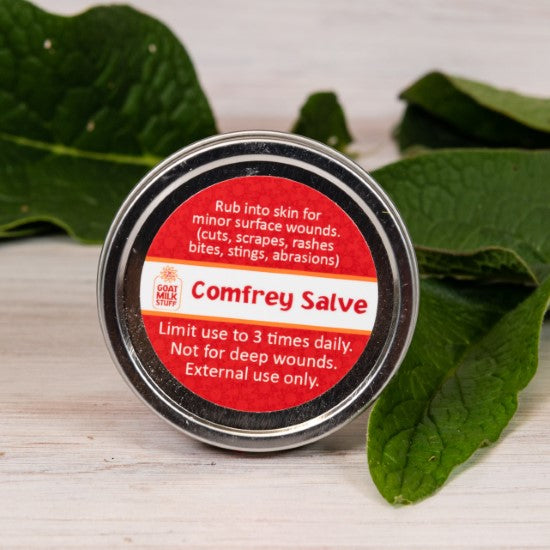 Rub into skin for
minor surface wounds.
(cuts, scrapes, rashes
bites, stings, abrasions)
GOAT
MILK
STUFF
Comfrey Salve
Limit use to 3 times daily.
Not for deep wounds.
External use only.